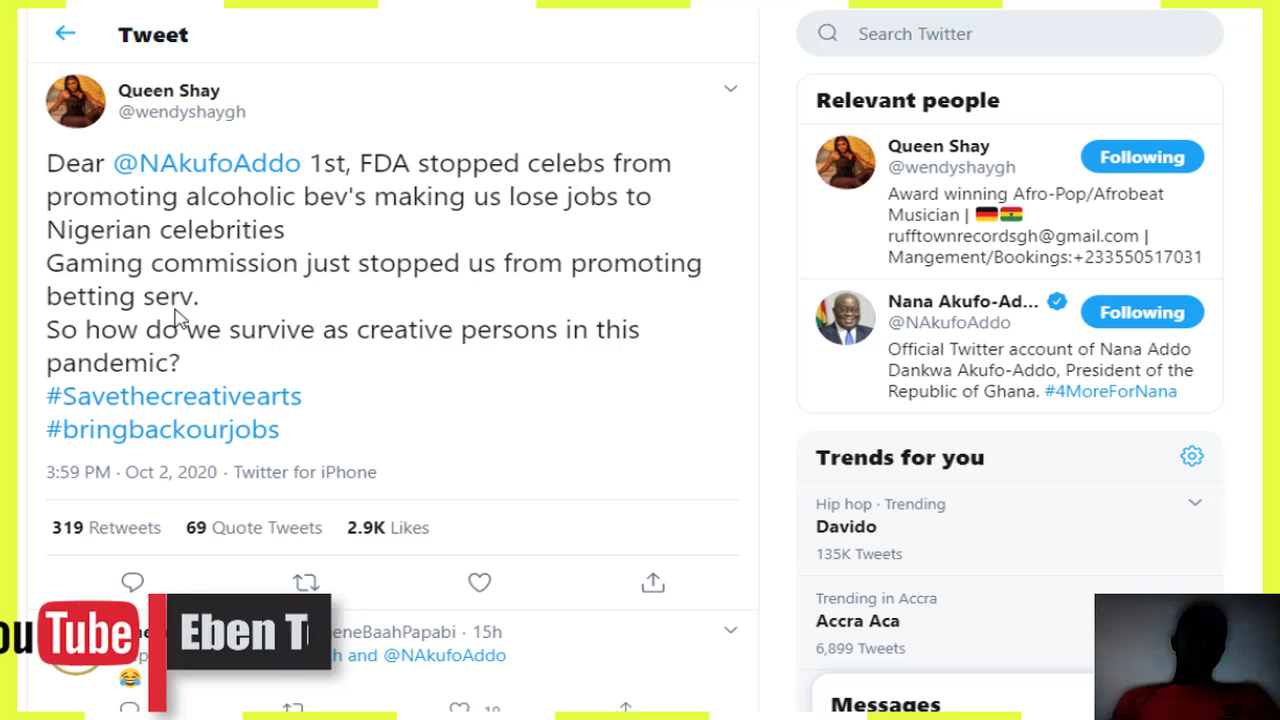 Tweet
Queen Shay
@wendyshaygh
Dear @NAkufoAddo 1st, FDA stopped celebs from
promoting alcoholic bev's making us lose jobs to
Nigerian celebrities
Gaming commission just stopped us from promoting
betting serv.
So how do we survive as creative persons in this
pandemic?
#Savethecreativearts
#bringbackourjobs
3:59 PM · Oct 2, 2020 · Twitter for iPhone
319 Retweets 69 Quote Tweets 2.9K Likes
eneBaahPapabi · 15h
h and @NAkufoAddo
ou Tube
Eben T
Search Twitter
Relevant people
Queen Shay
@wendyshaygh
Following
Award winning Afro-Pop/Afrobeat
Musician |
rufftownrecordsgh@gmail.com |
Mangement/Bookings:+233550517031
Nana Akufo-Ad...
@NAkufoAddo
Following
Official Twitter account of Nana Addo
Dankwa Akufo-Addo, President of the
Republic of Ghana. #4MoreForNana
Trends for you
Hip hop · Trending
Davido
135K Tweets
Trending in Accra
Accra Aca
6,899 Tweets
Messages